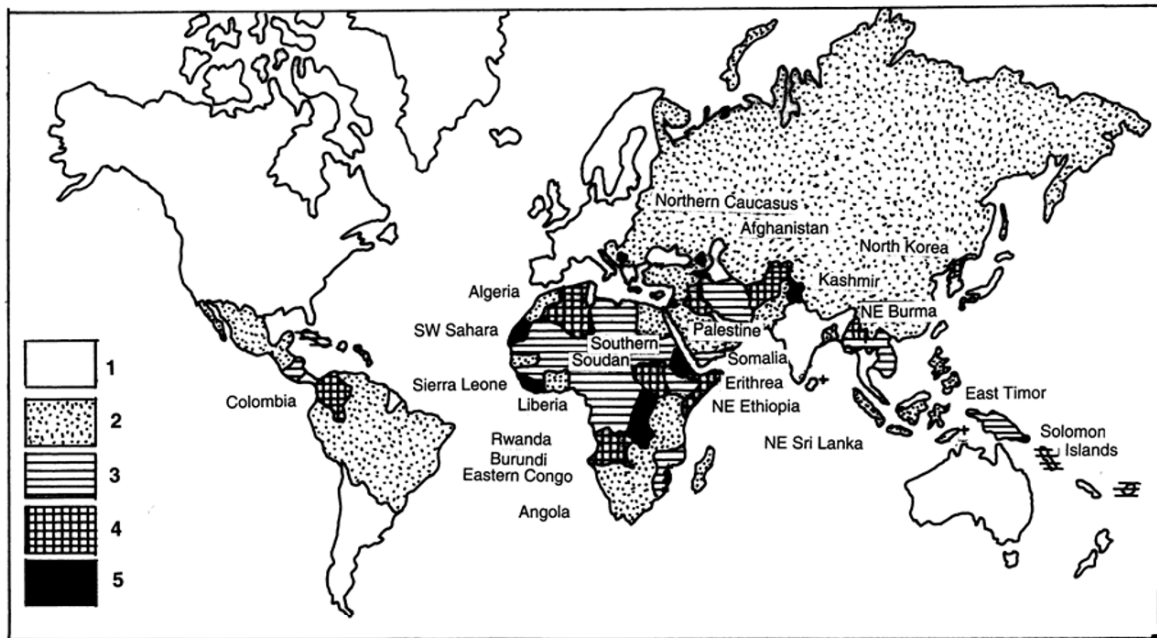 Northern Caucasus
Afghanistan
North Korea
Kashmir
Algeria
NE Burma
SW Sahara
Palestine
Southern
Soudan
Somalia
Sierra Leone
Erithrea
Colombia
Liberia
NE Ethiopia
East Timor
Solomon
Islands
Rwanda
NE Sri Lanka
Burundi
Eastern Congo
Angola
1
2
3
4
5